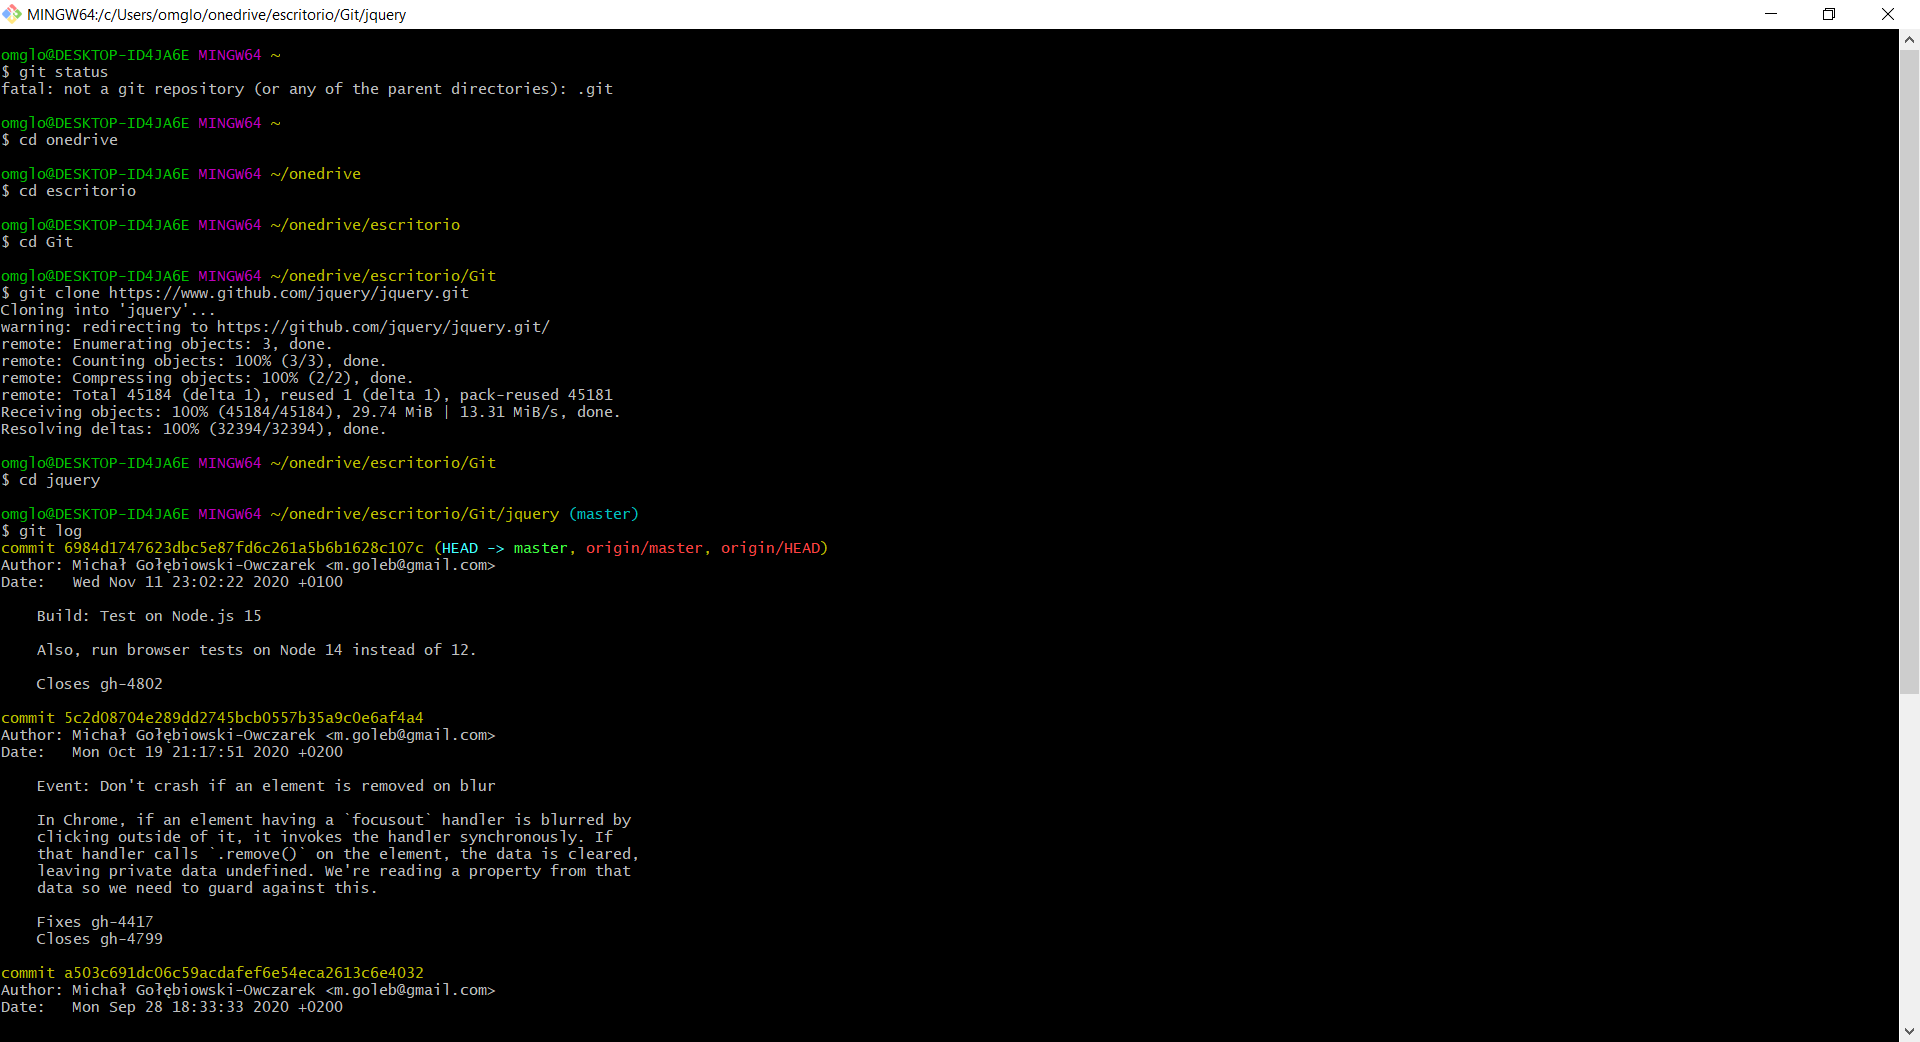 MINGW64:/c/Users/omglo/onedrive/escritorio/Git/jquery
omglo@DESKTOP-ID4JA6E MINGW64 ~
$ git status
fatal: not a git repository (or any of the parent directories): .git
omglo@DESKTOP-ID4JA6E MINGW64 ~
$ cd onedrive
omglo@DESKTOP-ID4JA6E MINGW64 ~/onedrive
$ cd escritorio
omglo@DESKTOP-ID4JA6E MINGW64 ~/onedrive/escritorio
$ cd Git
omglo@DESKTOP-ID4JA6E MINGW64 ~/onedrive/escritorio/Git
$ git clone https://www.github.com/jquery/jquery.git
Cloning into 'jquery'...
warning: redirecting to https://github.com/jquery/jquery.git/
remote: Enumerating objects: 3, done.
remote: Counting objects: 100% (3/3), done.
remote: Compressing objects: 100% (2/2), done.
remote: Total 45184 (delta 1), reused 1 (delta 1), pack-reused 45181
Receiving objects: 100% (45184/45184), 29.74 MiB | 13.31 MiB/s, done.
Resolving deltas: 100% (32394/32394), done.
omglo@DESKTOP-ID4JA6E MINGW64 ~/onedrive/escritorio/Git
$ cd jquery
omglo@DESKTOP-ID4JA6E MINGW64 ~/onedrive/escritorio/Git/jquery (master)
$ git log
commit 6984d1747623dbc5e87fd6c261a5b6b1628c107c (HEAD -> master, origin/master, origin/HEAD)
Author: Michał Gołębiowski-Owczarek <m.goleb@gmail.com>
Date:   Wed Nov 11 23:02:22 2020 +0100
    Build: Test on Node.js 15
    Also, run browser tests on Node 14 instead of 12.
    Closes gh-4802
commit 5c2d08704e289dd2745bcb0557b35a9c0e6af4a4
Author: Michał Gołębiowski-Owczarek <m.goleb@gmail.com>
Date:   Mon Oct 19 21:17:51 2020 +0200
    Event: Don't crash if an element is removed on blur
    In Chrome, if an element having a `focusout` handler is blurred by
    clicking outside of it, it invokes the handler synchronously. If
    that handler calls `.remove()` on the element, the data is cleared,
    leaving private data undefined. We're reading a property from that
    data so we need to guard against this.
    Fixes gh-4417
    Closes gh-4799
commit a503c691dc06c59acdafef6e54eca2613c6e4032
Author: Michał Gołębiowski-Owczarek <m.goleb@gmail.com>
Date:   Mon Sep 28 18:33:33 2020 +0200